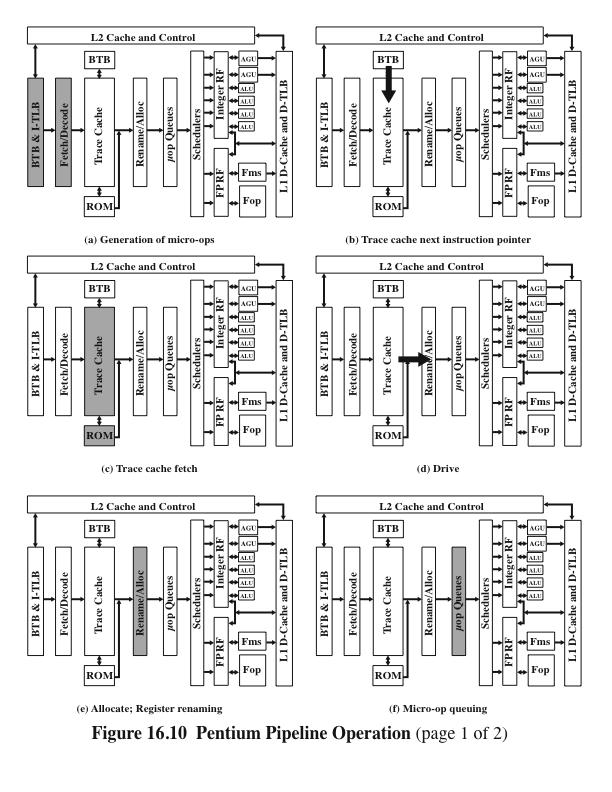 L2 Cache and Control
BTB
BTB & I-TLB
Fetch/Decode
Trace Cache
Rename/Alloc
µop Queues
Schedulers
Integer RF
FP RF
AGU
AGU
ALU
ALU
ALU
ALU
Fms
Fop
L1 D-Cache and D-TLB
ROM
(a) Generation of micro-ops
L2 Cache and Control
BTB
BTB & I-TLB
Fetch/Decode
Trace Cache
Rename/Alloc
µop Queues
Schedulers
Integer RF
FP RF
AGU
AGU
ALU
ALU
ALU
ALU
Fms
Fop
L1 D-Cache and D-TLB
ROM
(b) Trace cache next instruction pointer
L2 Cache and Control
BTB
BTB & I-TLB
Fetch/Decode
Trace Cache
Rename/Alloc
µop Queues
Schedulers
Integer RF
FP RF
AGU
AGU
ALU
ALU
ALU
ALU
Fms
Fop
L1 D-Cache and D-TLB
ROM
(c) Trace cache fetch
L2 Cache and Control
BTB
BTB & I-TLB
Fetch/Decode
Trace Cache
Rename/Alloc
µop Queues
Schedulers
Integer RF
FP RF
AGU
AGU
ALU
ALU
ALU
ALU
Fms
Fop
L1 D-Cache and D-TLB
ROM
(d) Drive
L2 Cache and Control
BTB
BTB & I-TLB
Fetch/Decode
Trace Cache
Rename/Alloc
µop Queues
Schedulers
Integer RF
FP RF
AGU
AGU
ALU
ALU
ALU
ALU
Fms
Fop
L1 D-Cache and D-TLB
ROM
(e) Allocate; Register renaming
L2 Cache and Control
BTB
BTB & I-TLB
Fetch/Decode
Trace Cache
Rename/Alloc
µop Queues
Schedulers
Integer RF
FP RF
AGU
AGU
ALU
ALU
ALU
ALU
Fms
Fop
L1 D-Cache and D-TLB
ROM
(f) Micro-op queuing
Figure 16.10 Pentium Pipeline Operation (page 1 of 2)